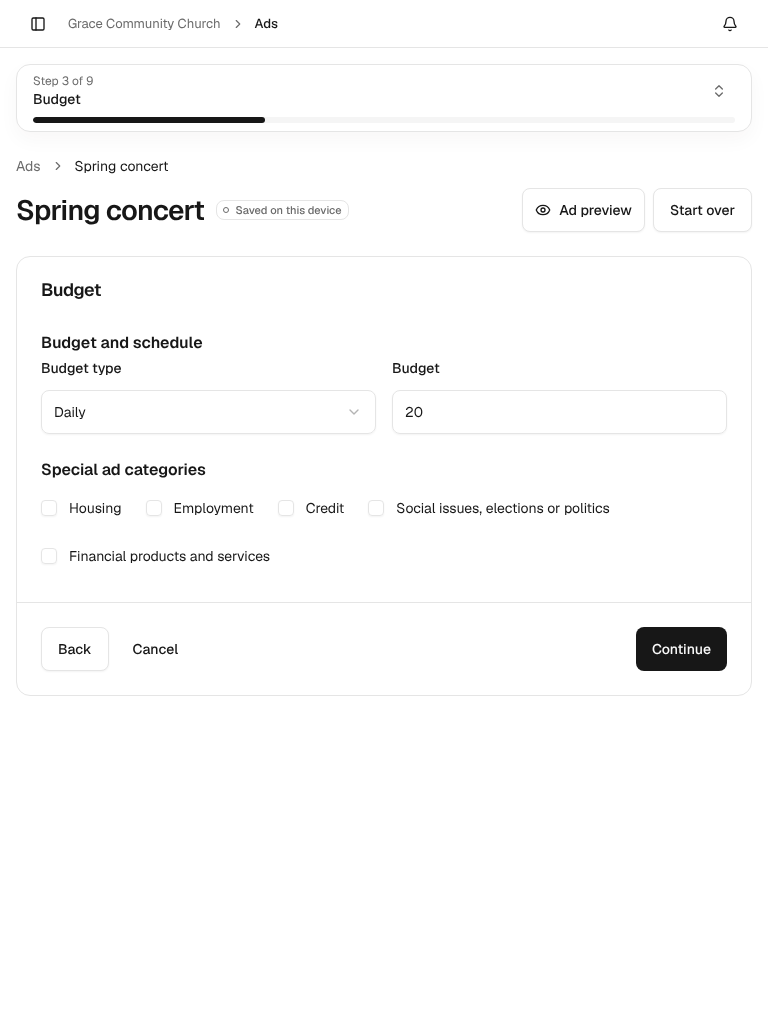 Grace Community Church > Ads
Step 3 of 9
Budget
Ads > Spring concert
Spring concert
Saved on this device
Ad preview
Start over
Budget
Budget and schedule
Budget type
Budget
Daily
20
Special ad categories
Housing
Employment
Credit
Social issues, elections or politics
Financial products and services
Back
Cancel
Continue